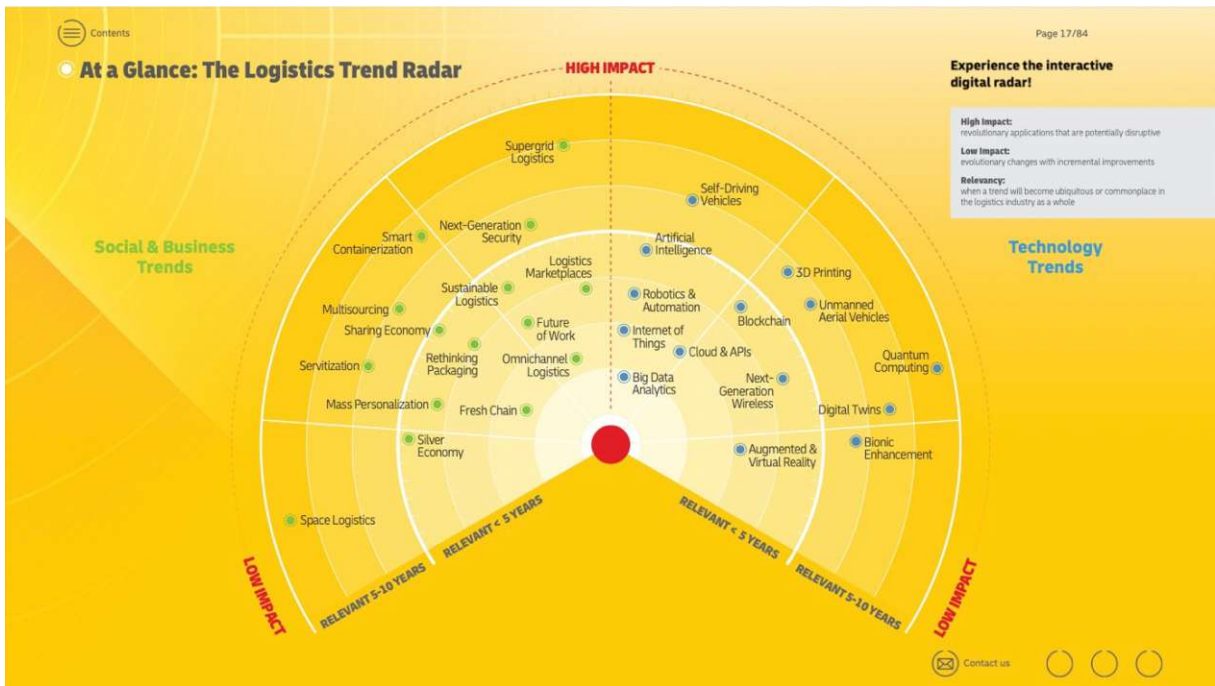 Contents
Page 17/84
At a Glance: The Logistics Trend Radar
HIGH IMPACT
Experience the interactive
digital radar!
High Impact:
revolutionary applications that are potentially disruptive
Low Impact:
evolutionary changes with incremental improvements
Relevancy:
when a trend will become ubiquitous or commonplace in
the logistics industry as a whole
Social & Business
Trends
Technology
Trends
Supergrid
Logistics
Self-Driving
Vehicles
Next-Generation
Security
Smart
Containerization
Artificial
Intelligence
Logistics
Marketplaces
3D Printing
Sustainable
Logistics
Robotics &
Automation
Unmanned
Aerial Vehicles
Multisourcing
Blockchain
Sharing Economy
Future
of Work
Internet of
Things
Cloud & APIs
Rethinking
Packaging
Omnichannel
Logistics
Quantum
Computing
Servitization
Big Data
Analytics
Next-
Generation
Wireless
Mass Personalization
Fresh Chain
Digital Twins
Silver
Economy
Augmented &
Virtual Reality
Bionic
Enhancement
Space Logistics
RELEVANT < 5 YEARS
RELEVANT < 5 YEARS
RELEVANT 5-10 YEARS
RELEVANT 5-10 YEARS
LOW IMPACT
LOW IMPACT
Contact us